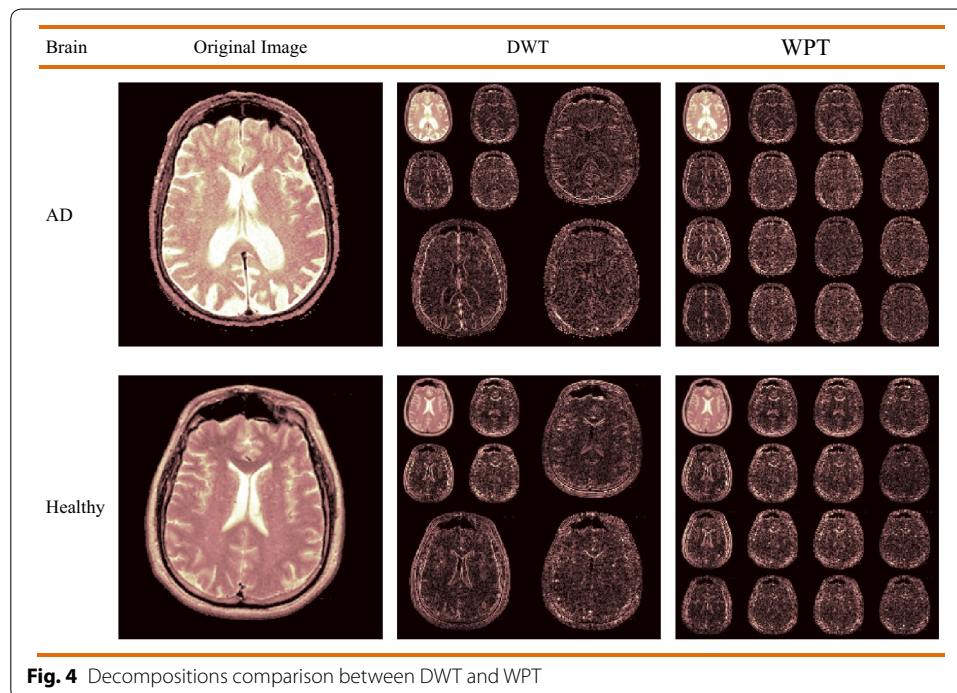 Brain Original Image DWT WPT
AD
Healthy
Fig. 4 Decompositions comparison between DWT and WPT